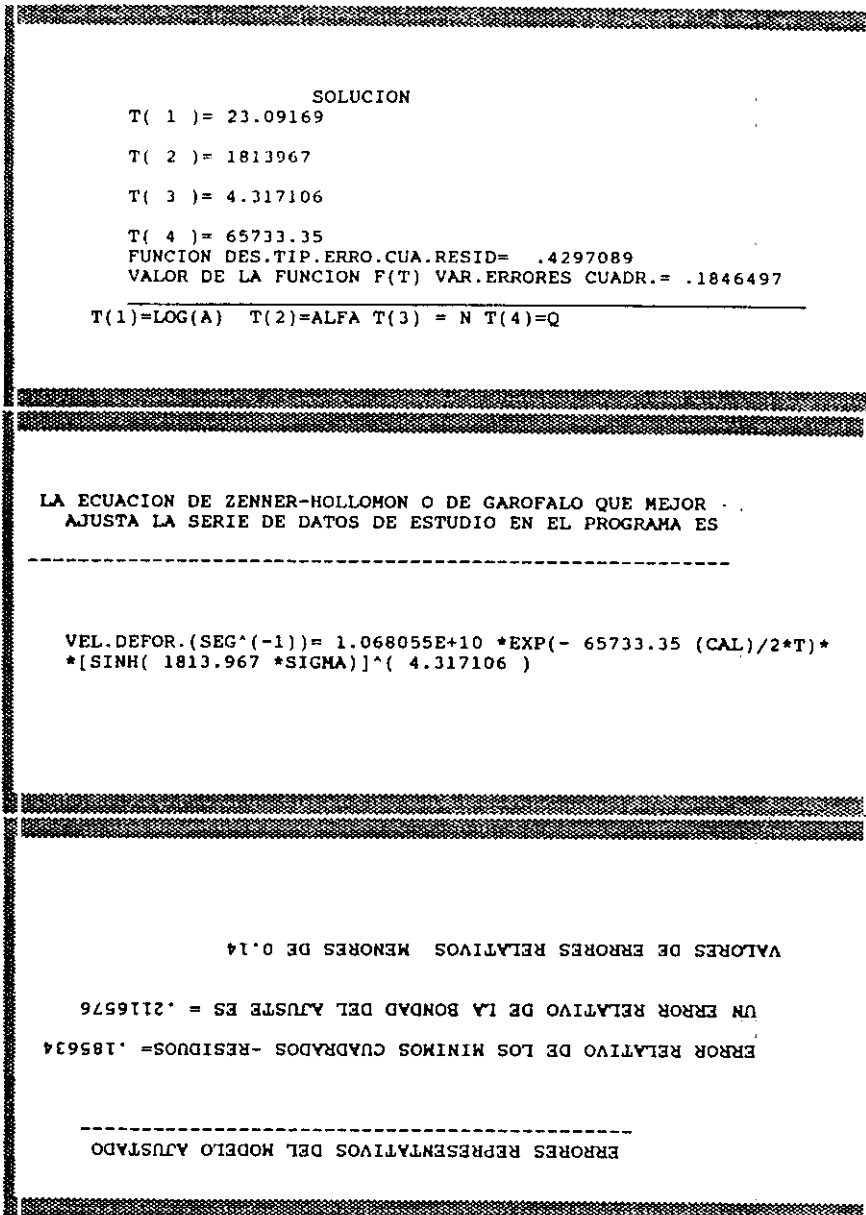 SOLUCION
T( 1 )= 23.09169
T( 2 )= 1813967
T( 3 )= 4.317106
T( 4 )= 65733.35
FUNCION DES.TIP.ERRO.CUA.RESID= .4297089
VALOR DE LA FUNCION F(T) VAR.ERRORES CUADR.= .1846497
T(1)=LOG(A) T(2)=ALFA T(3) = N T(4)=Q
LA ECUACION DE ZENNER-HOLLOMON O DE GAROFALO QUE MEJOR
AJUSTA LA SERIE DE DATOS DE ESTUDIO EN EL PROGRAMA ES
------------------------------------------------------------
VEL.DEFOR.(SEG^(-1))= 1.068055E+10 *EXP(- 65733.35 (CAL)/2*T)*
*[SINH( 1813.967 *SIGMA)]^( 4.317106 )
ERRORES REPRESENTATIVOS DEL MODELO AJUSTADO
------------------------------------------------
ERROR RELATIVO DE LOS MINIMOS CUADRADOS -RESIDUOS= .185634
UN ERROR RELATIVO DE LA BONDAD DEL AJUSTE ES = .2116576
VALORES DE ERRORES RELATIVOS MENORES DE 0.14